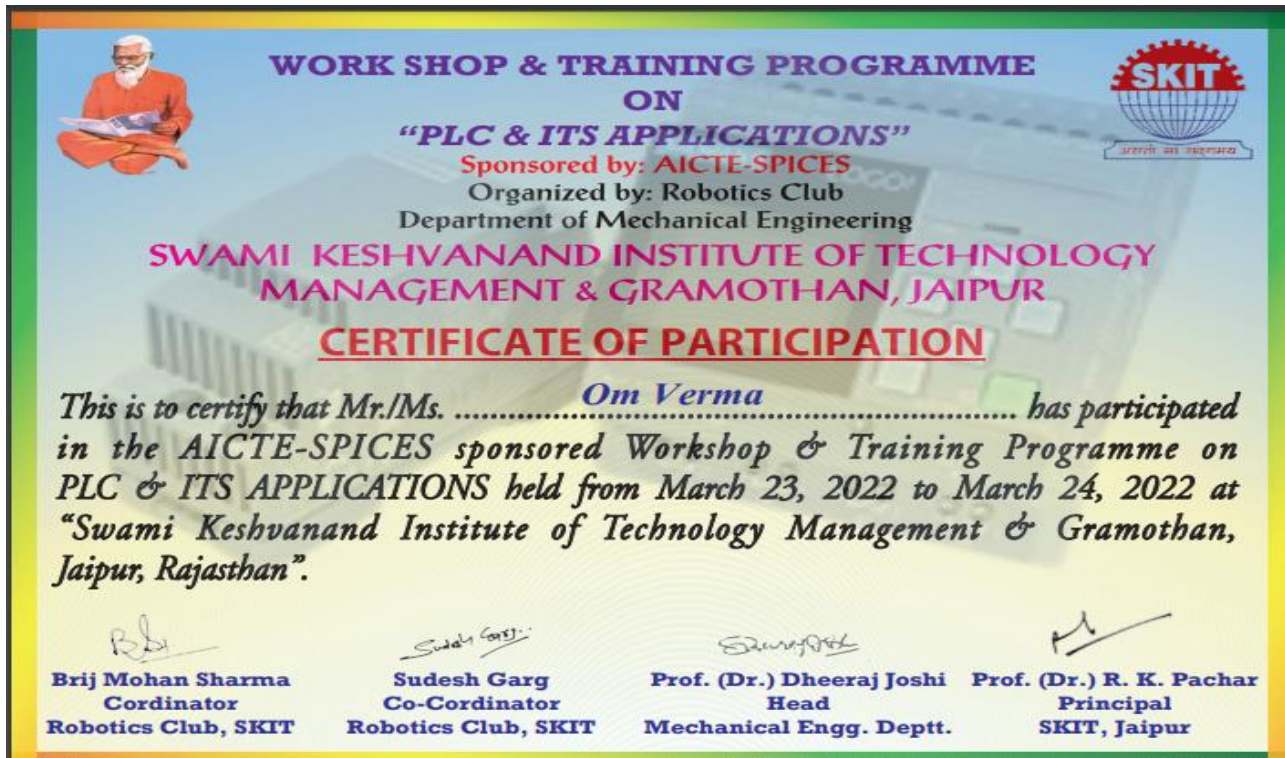 WORK SHOP & TRAINING PROGRAMME
ON
“PLC & ITS APPLICATIONS”
Sponsored by: AICTE-SPICES
Organized by: Robotics Club
Department of Mechanical Engineering
SWAMI KESHVANAND INSTITUTE OF TECHNOLOGY
MANAGEMENT & GRAMOTHAN, JAIPUR
SKIT
असतो मा सद्गमय
CERTIFICATE OF PARTICIPATION
This is to certify that Mr./Ms. ..........Om Verma.......... has participated
in the AICTE-SPICES sponsored Workshop & Training Programme on
PLC & ITS APPLICATIONS held from March 23, 2022 to March 24, 2022 at
“Swami Keshvanand Institute of Technology Management & Gramothan,
Jaipur, Rajasthan”.
Sudesh Garg
Brij Mohan Sharma
Cordinator
Robotics Club, SKIT
Sudesh Garg
Co-Cordinator
Robotics Club, SKIT
Prof. (Dr.) Dheeraj Joshi
Head
Mechanical Engg. Deptt.
Prof. (Dr.) R. K. Pachar
Principal
SKIT, Jaipur